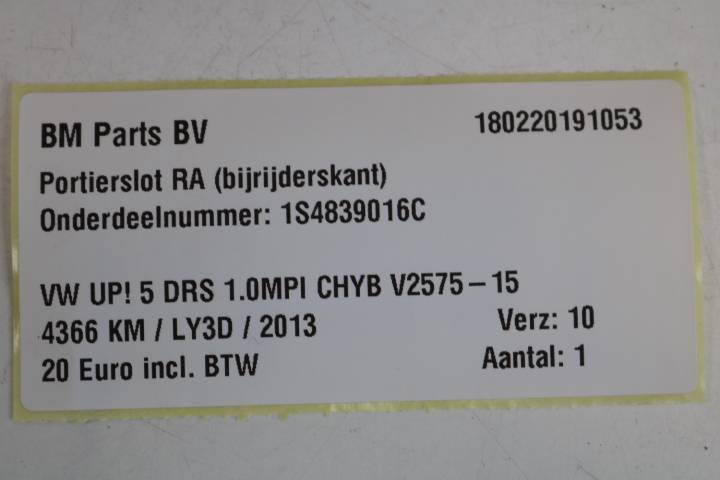 BM Parts BV 180220191053
Portierslot RA (bijrijderskant)
Onderdeelnummer: 1S4839016C
VW UP! 5 DRS 1.0MPI CHYB V2575-15
4366 KM / LY3D / 2013 Verz: 10
20 Euro incl. BTW Aantal: 1